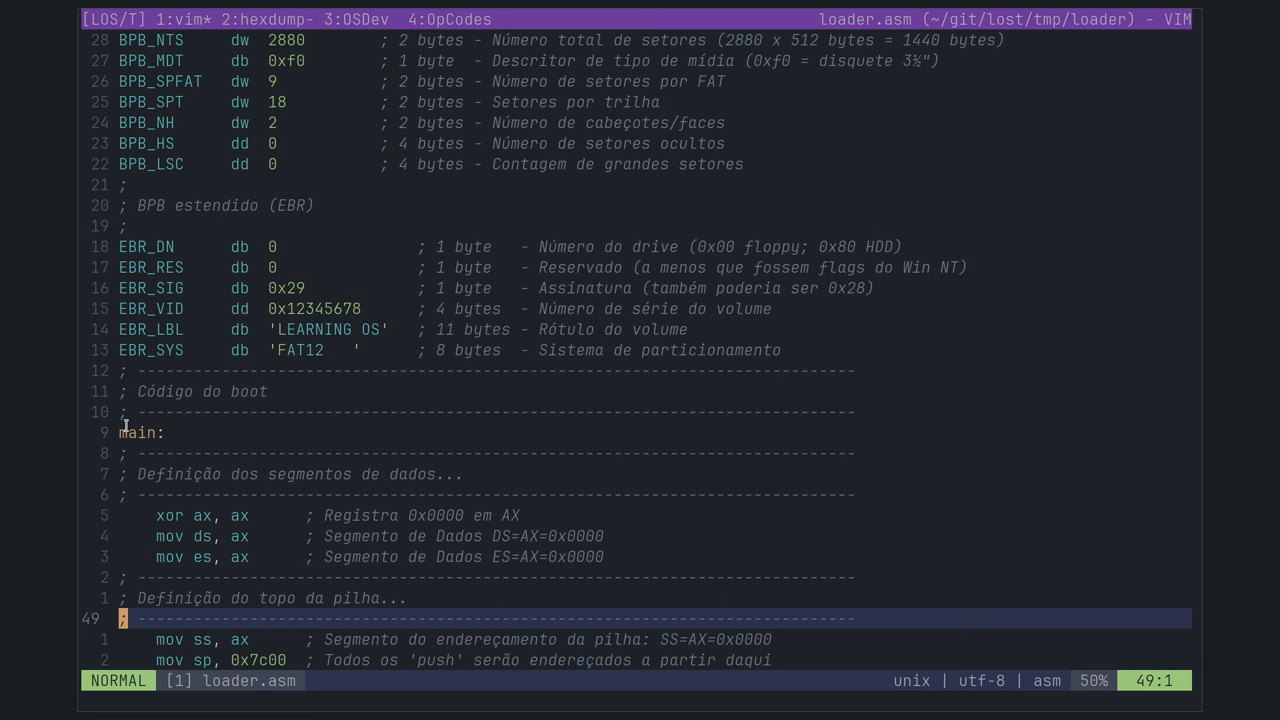 [LOS/T] 1:vim* 2:hexdump- 3:OSDev 4:OpCodes loader.asm (~/git/lost/tmp/loader) - VIM
28 BPB_NTS dw 2880 ; 2 bytes - Número total de setores (2880 x 512 bytes = 1440 bytes)
27 BPB_MDT db 0xf0 ; 1 byte - Descritor de tipo de mídia (0xf0 = disquete 3½")
26 BPB_SPFAT dw 9 ; 2 bytes - Número de setores por FAT
25 BPB_SPT dw 18 ; 2 bytes - Setores por trilha
24 BPB_NH dw 2 ; 2 bytes - Número de cabeçotes/faces
23 BPB_HS dd 0 ; 4 bytes - Número de setores ocultos
22 BPB_LSC dd 0 ; 4 bytes - Contagem de grandes setores
21 ;
20 ; BPB estendido (EBR)
19 ;
18 EBR_DN db 0 ; 1 byte - Número do drive (0x00 floppy; 0x80 HDD)
17 EBR_RES db 0 ; 1 byte - Reservado (a menos que fossem flags do Win NT)
16 EBR_SIG db 0x29 ; 1 byte - Assinatura (também poderia ser 0x28)
15 EBR_VID dd 0x12345678 ; 4 bytes - Número de série do volume
14 EBR_LBL db 'LEARNING OS' ; 11 bytes - Rótulo do volume
13 EBR_SYS db 'FAT12   ' ; 8 bytes - Sistema de particionamento
12 ; -----------------------------------------------------------------------------
11 ; Código do boot
10 ; -----------------------------------------------------------------------------
9 main:
8 ; -----------------------------------------------------------------------------
7 ; Definição dos segmentos de dados...
6 ; -----------------------------------------------------------------------------
5 xor ax, ax ; Registra 0x0000 em AX
4 mov ds, ax ; Segmento de Dados DS=AX=0x0000
3 mov es, ax ; Segmento de Dados ES=AX=0x0000
2 ; -----------------------------------------------------------------------------
1 ; Definição do topo da pilha...
49 ; -----------------------------------------------------------------------------
1 mov ss, ax ; Segmento do endereçamento da pilha: SS=AX=0x0000
2 mov sp, 0x7c00 ; Todos os 'push' serão endereçados a partir daqui
NORMAL [1] loader.asm unix | utf-8 | asm 50% 49:1